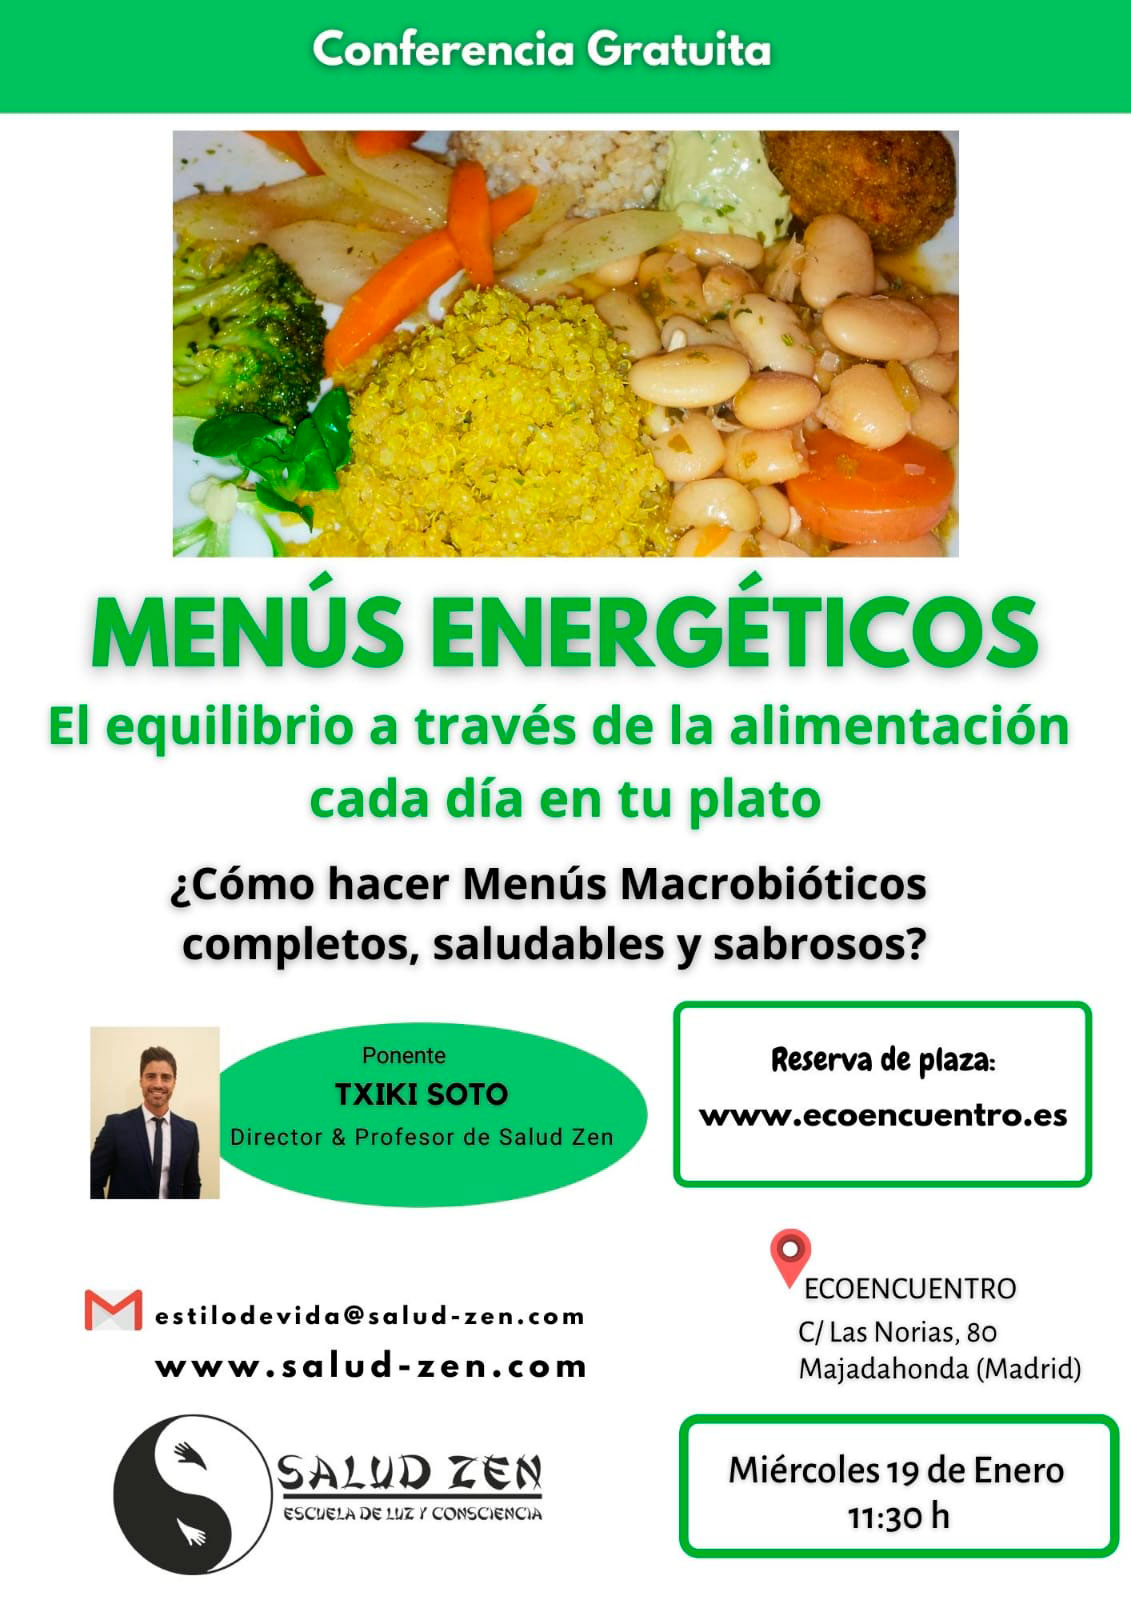 Conferencia Gratuita
MENÚS ENERGÉTICOS
El equilibrio a través de la alimentación
cada día en tu plato
¿Cómo hacer Menús Macrobióticos
completos, saludables y sabrosos?
Ponente
TXIKI SOTO
Director & Profesor de Salud Zen
Reserva de plaza:
www.ecoencuentro.es
estilodevida@salud-zen.com
www.salud-zen.com
ECOENCUENTRO
C/ Las Norias, 80
Majadahonda (Madrid)
SALUD ZEN
ESCUELA DE LUZ Y CONSCIENCIA
Miércoles 19 de Enero
11:30 h